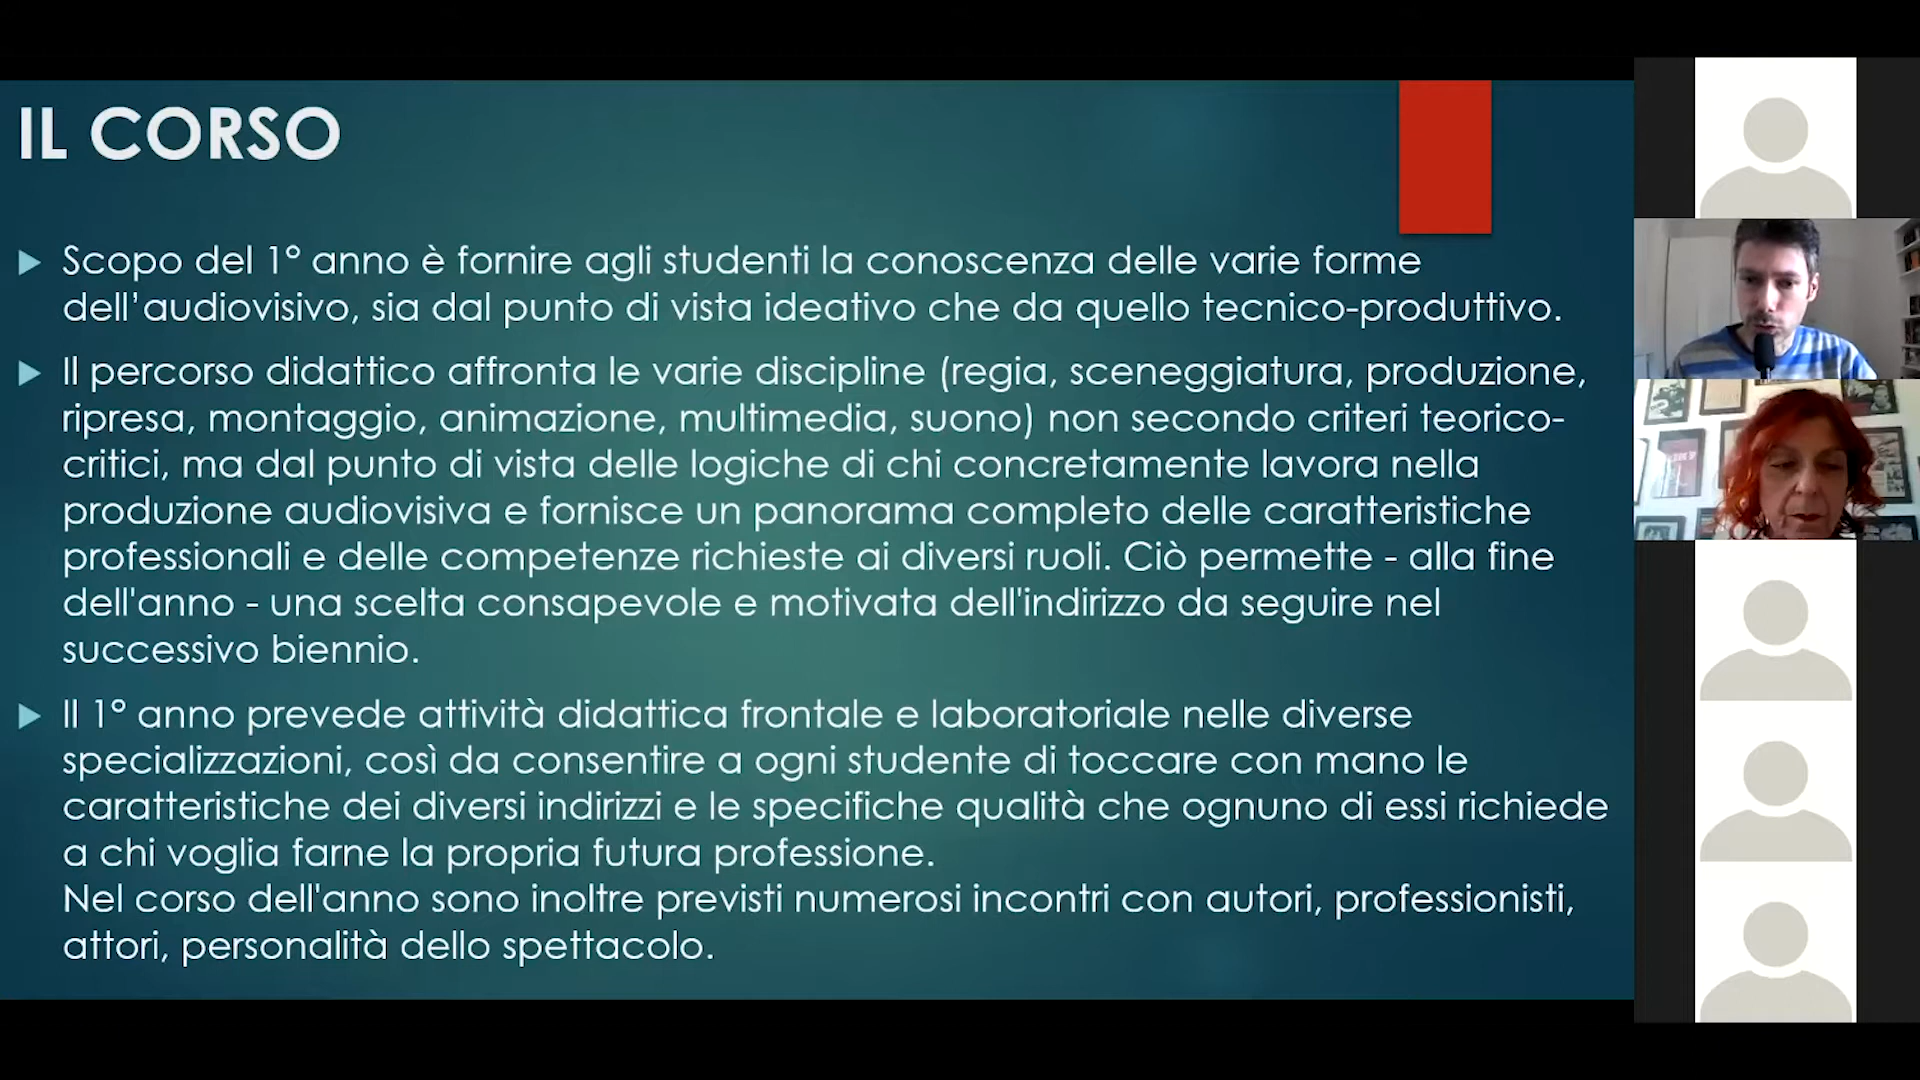 IL CORSO
Scopo del 1° anno è fornire agli studenti la conoscenza delle varie forme
dell’audiovisivo, sia dal punto di vista ideativo che da quello tecnico-produttivo.
Il percorso didattico affronta le varie discipline (regia, sceneggiatura, produzione,
ripresa, montaggio, animazione, multimedia, suono) non secondo criteri teorico-
critici, ma dal punto di vista delle logiche di chi concretamente lavora nella
produzione audiovisiva e fornisce un panorama completo delle caratteristiche
professionali e delle competenze richieste ai diversi ruoli. Ciò permette - alla fine
dell'anno - una scelta consapevole e motivata dell'indirizzo da seguire nel
successivo biennio.
Il 1° anno prevede attività didattica frontale e laboratoriale nelle diverse
specializzazioni, così da consentire a ogni studente di toccare con mano le
caratteristiche dei diversi indirizzi e le specifiche qualità che ognuno di essi richiede
a chi voglia farne la propria futura professione.
Nel corso dell'anno sono inoltre previsti numerosi incontri con autori, professionisti,
attori, personalità dello spettacolo.